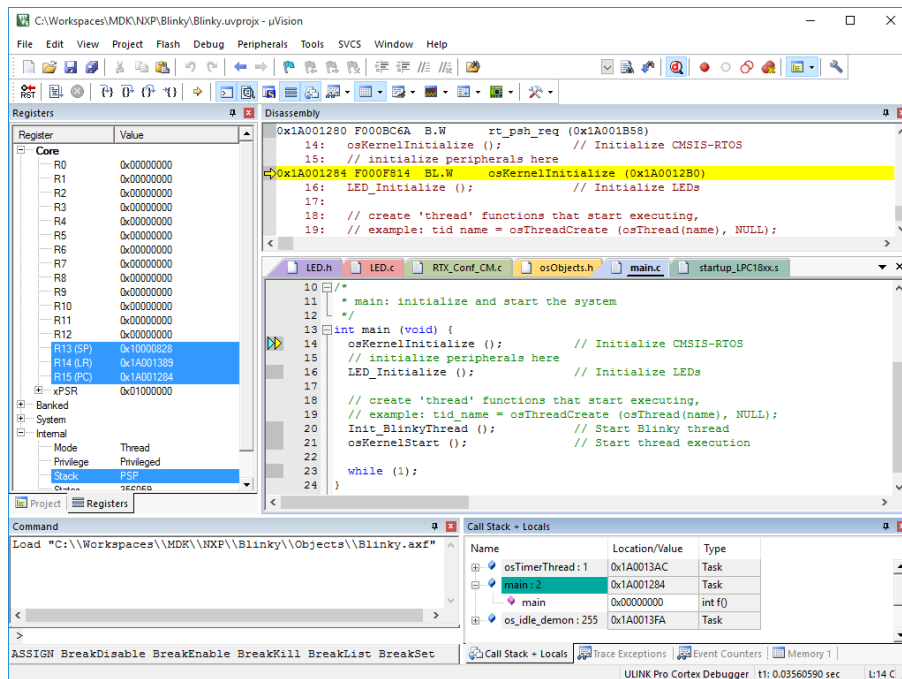 C:\Workspaces\MDK\NXP\Blinky\Blinky.uvprojx - µVision
File Edit View Project Flash Debug Peripherals Tools SVCS Window Help
RST
Registers
Register Value
Core
R0 0x00000000
R1 0x00000000
R2 0x00000000
R3 0x00000000
R4 0x00000000
R5 0x00000000
R6 0x00000000
R7 0x00000000
R8 0x00000000
R9 0x00000000
R10 0x00000000
R11 0x00000000
R12 0x00000000
R13 (SP) 0x10000828
R14 (LR) 0x1A001389
R15 (PC) 0x1A001284
xPSR 0x01000000
Banked
System
Internal
Mode Thread
Privilege Privileged
Stack PSP
States 356059
Project Registers
Disassembly
0x1A001280 F000BC6A B.W rt_psh_req (0x1A001B58)
14: osKernelInitialize (); // Initialize CMSIS-RTOS
15: // initialize peripherals here
0x1A001284 F000F814 BL.W osKernelInitialize (0x1A0012B0)
16: LED_Initialize (); // Initialize LEDs
17:
18: // create 'thread' functions that start executing,
19: // example: tid_name = osThreadCreate (osThread(name), NULL);
LED.h LED.c RTX_Conf_CM.c osObjects.h main.c startup_LPC18xx.s
10 /*
11 * main: initialize and start the system
12 */
13 int main (void) {
14 osKernelInitialize (); // Initialize CMSIS-RTOS
15 // initialize peripherals here
16 LED_Initialize (); // Initialize LEDs
17
18 // create 'thread' functions that start executing,
19 // example: tid_name = osThreadCreate (osThread(name), NULL);
20 Init_BlinkyThread (); // Start Blinky thread
21 osKernelStart (); // Start thread execution
22
23 while (1);
24 }
Command
Load "C:\\Workspaces\\MDK\\NXP\\Blinky\\Objects\\Blinky.axf"
>
ASSIGN BreakDisable BreakEnable BreakKill BreakList BreakSet
Call Stack + Locals
Name Location/Value Type
osTimerThread : 1 0x1A0013AC Task
main : 2 0x1A001284 Task
main 0x00000000 int f()
os_idle_demon : 255 0x1A0013FA Task
Call Stack + Locals Trace Exceptions Event Counters Memory 1
ULINK Pro Cortex Debugger t1: 0.03560590 sec L:14 C